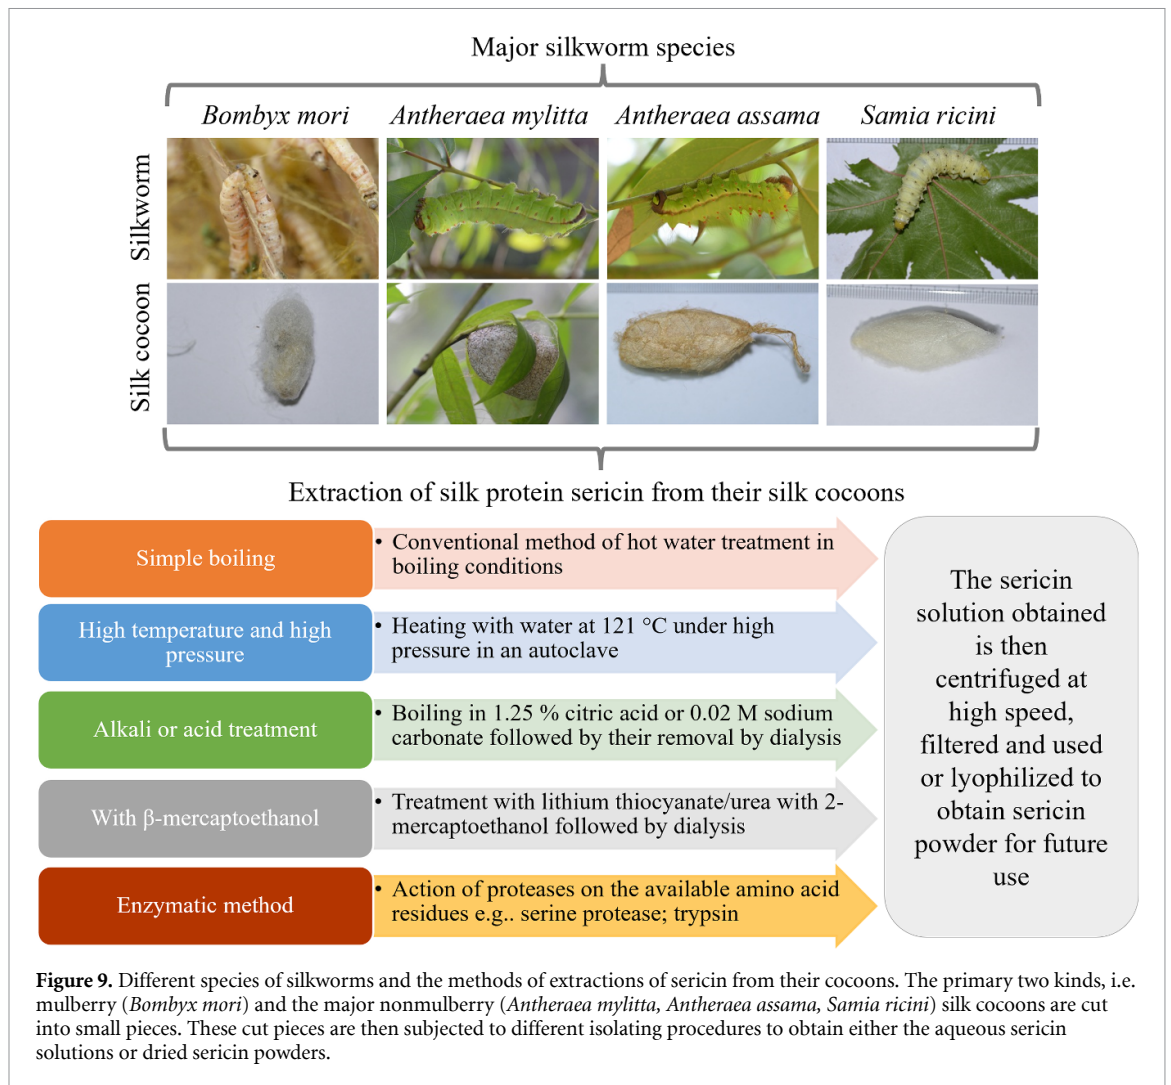 Major silkworm species
Bombyx mori
Antheraea mylitta
Antheraea assama
Samia ricini
Silkworm
Silk cocoon
Extraction of silk protein sericin from their silk cocoons
Simple boiling
• Conventional method of hot water treatment in
boiling conditions
High temperature and high
pressure
• Heating with water at 121 °C under high
pressure in an autoclave
Alkali or acid treatment
• Boiling in 1.25 % citric acid or 0.02 M sodium
carbonate followed by their removal by dialysis
With β-mercaptoethanol
• Treatment with lithium thiocyanate/urea with 2-
mercaptoethanol followed by dialysis
Enzymatic method
• Action of proteases on the available amino acid
residues e.g.. serine protease; trypsin
The sericin
solution obtained
is then
centrifuged at
high speed,
filtered and used
or lyophilized to
obtain sericin
powder for future
use
Figure 9. Different species of silkworms and the methods of extractions of sericin from their cocoons. The primary two kinds, i.e.
mulberry (Bombyx mori) and the major nonmulberry (Antheraea mylitta, Antheraea assama, Samia ricini) silk cocoons are cut
into small pieces. These cut pieces are then subjected to different isolating procedures to obtain either the aqueous sericin
solutions or dried sericin powders.